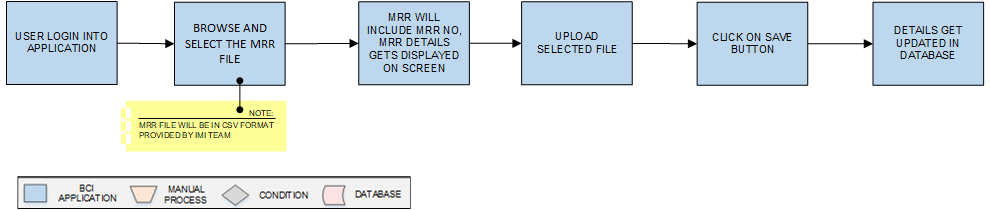 USER LOGIN INTO
APPLICATION
BROWSE AND
SELECT THE MRR
FILE
MRR WILL
INCLUDE MRR NO,
MRR DETAILS
GETS DISPLAYED
ON SCREEN
UPLOAD
SELECTED FILE
CLICK ON SAVE
BUTTON
DETAILS GET
UPDATED IN
DATABASE
NOTE:
MRR FILE WILL BE IN CSV FORMAT
PROVIDED BY IMI TEAM
BCI
APPLICATION
MANUAL
PROCESS
CONDITION
DATABASE